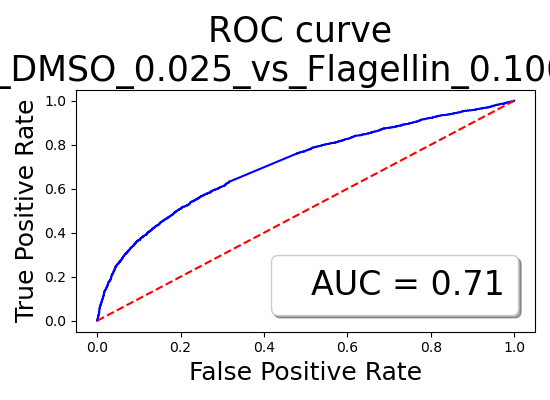 ROC curve
_DMSO_0.025_vs_Flagellin_0.100
True Positive Rate
1.0
0.8
0.6
0.4
0.2
0.0
AUC = 0.71
0.0 0.2 0.4 0.6 0.8 1.0
False Positive Rate